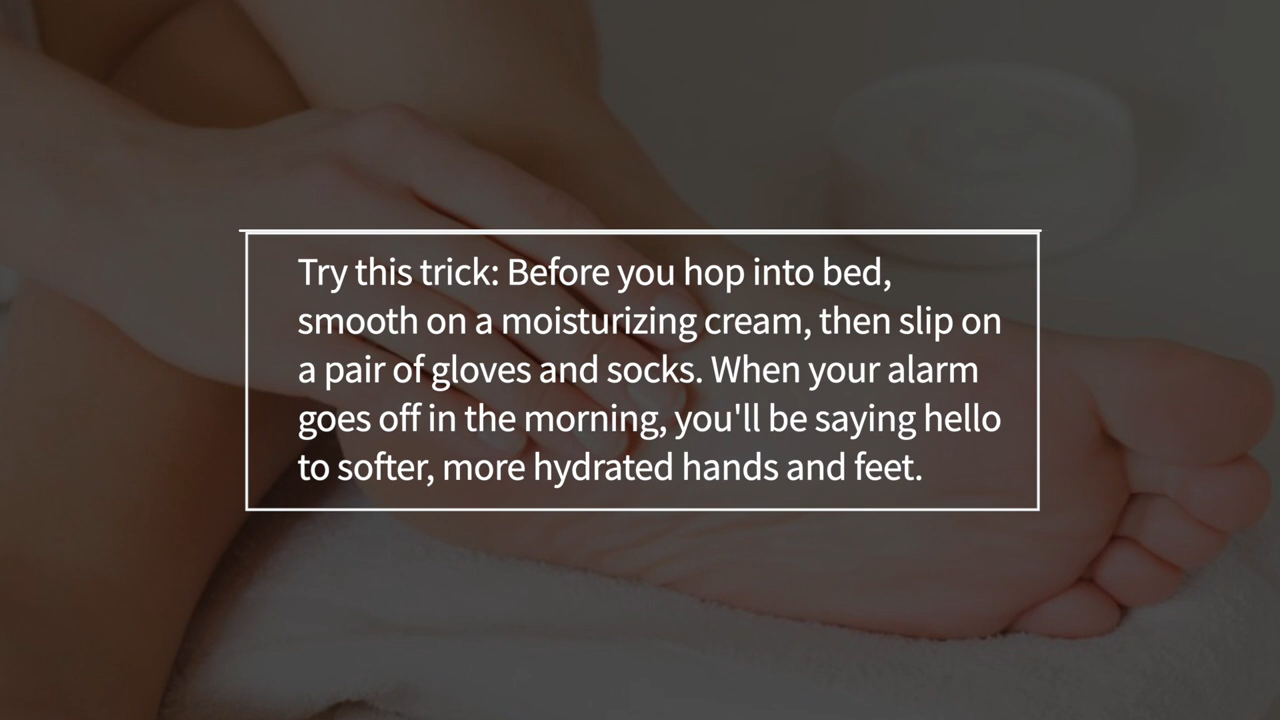 Try this trick: Before you hop into bed,
smooth on a moisturizing cream, then slip on
a pair of gloves and socks. When your alarm
goes off in the morning, you'll be saying hello
to softer, more hydrated hands and feet.